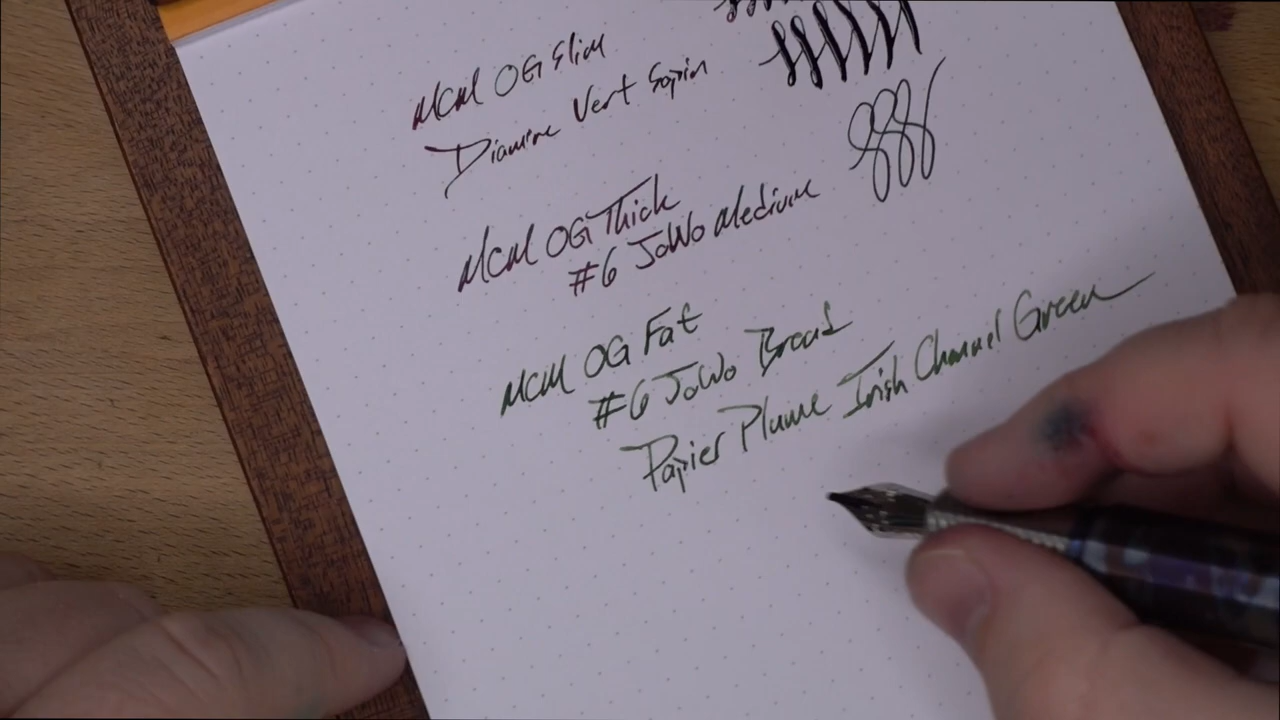 MCM OG Slim
Diamine Vert Sapin
MCM OG Thick
#6 JoWo Medium
MCM OG Fat
#6 JoWo Broad
Papier Plume Irish Channel Green